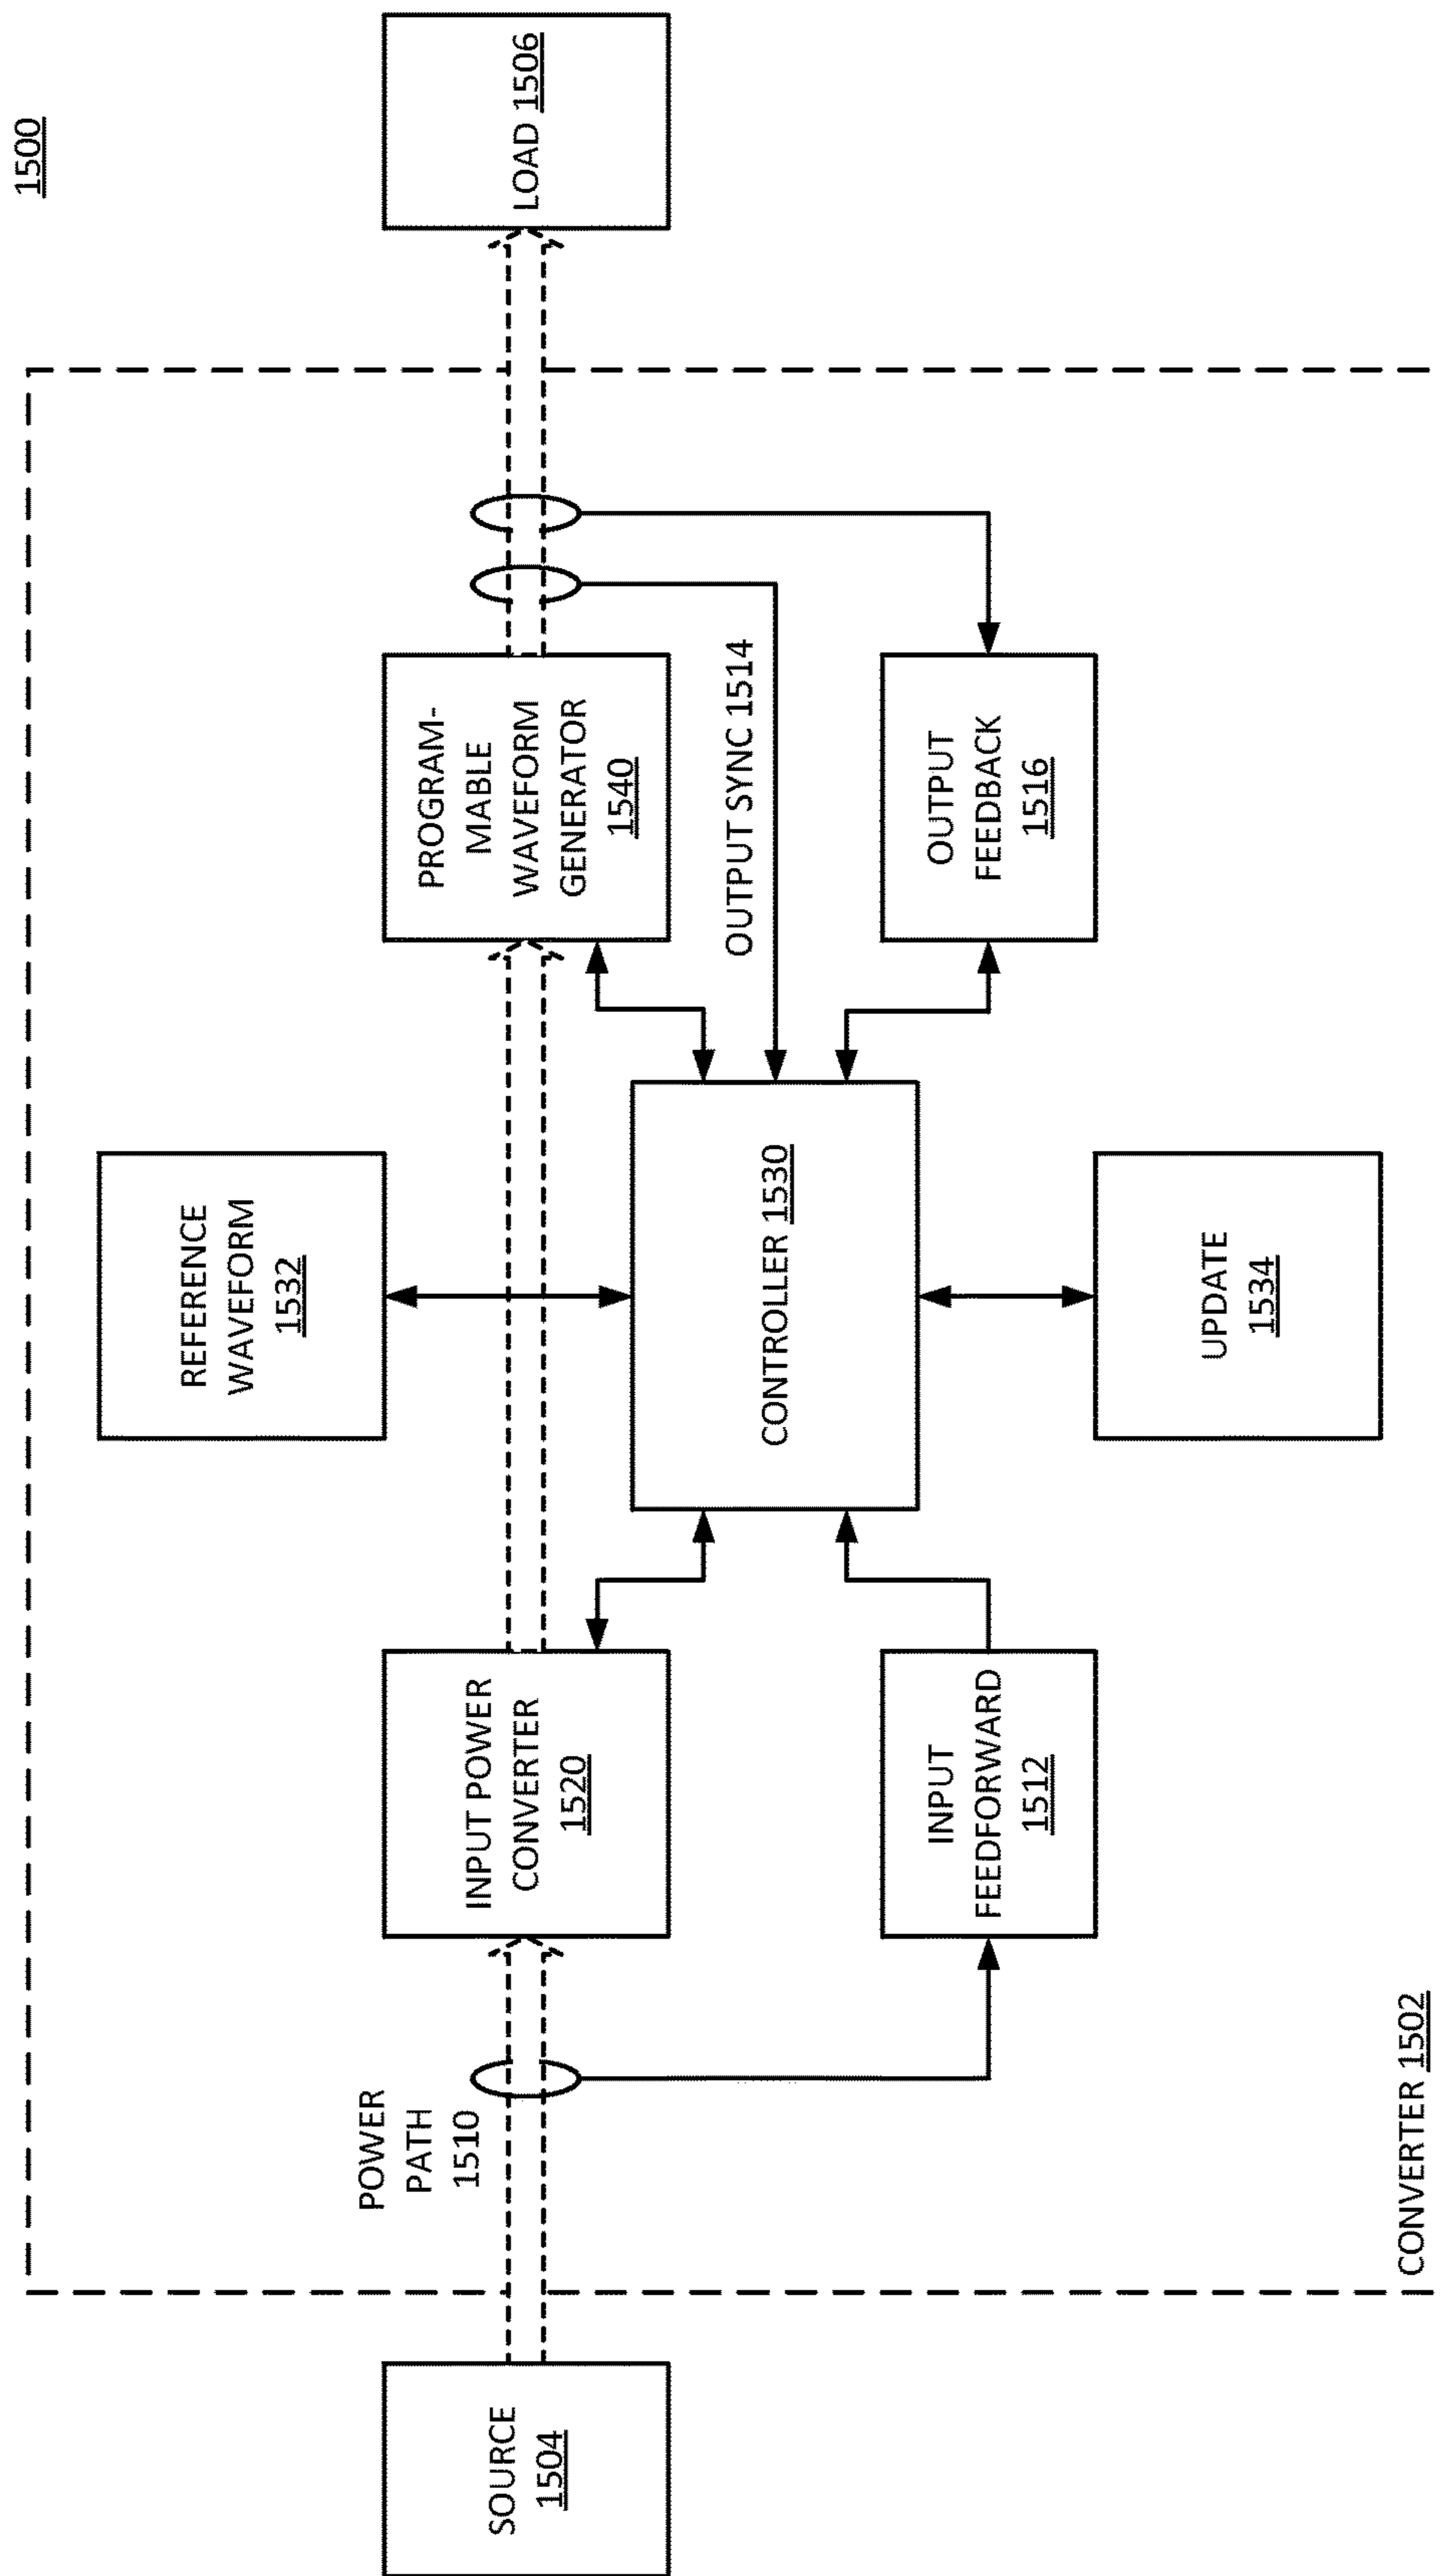 1500
REFERENCE
WAVEFORM
1532
POWER
PATH
1510
SOURCE
1504
INPUT POWER
CONVERTER
1520
PROGRAM-
MABLE
WAVEFORM
GENERATOR
1540
LOAD 1506
CONTROLLER 1530
OUTPUT SYNC 1514
INPUT
FEEDFORWARD
1512
OUTPUT
FEEDBACK
1516
UPDATE
1534
CONVERTER 1502